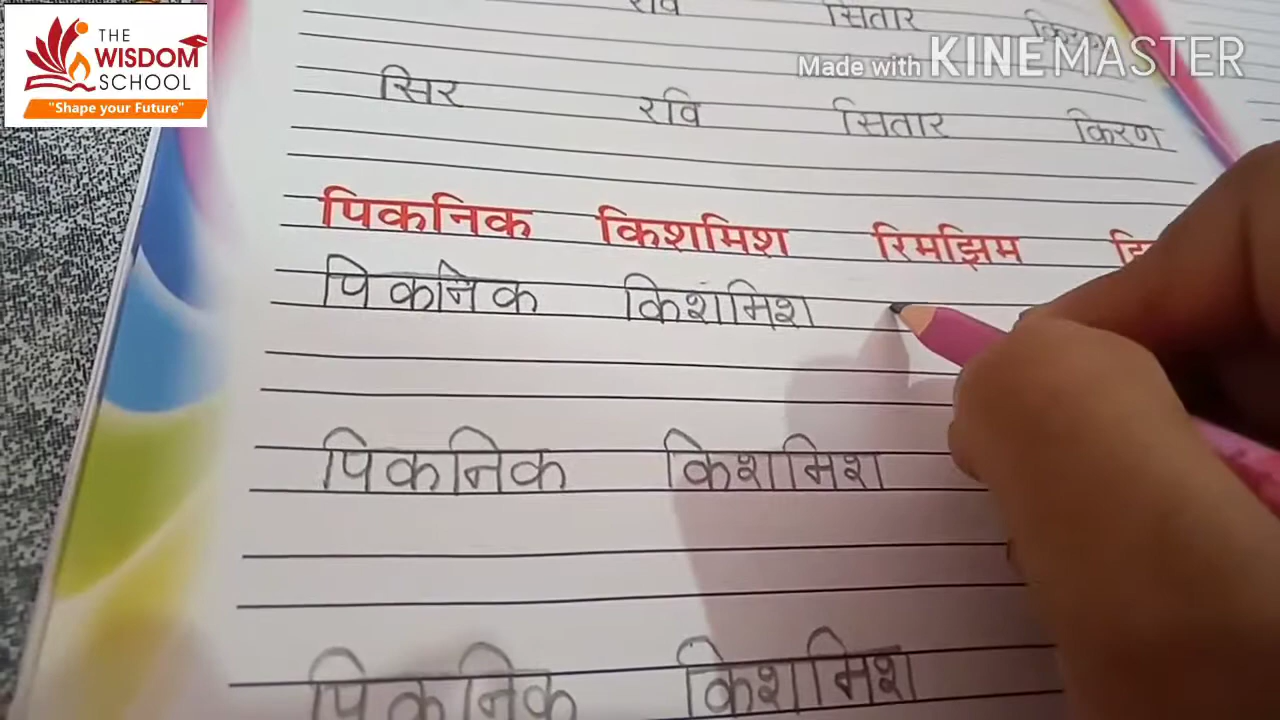 THE
WISDOM
SCHOOL
"Shape your Future"
Made with KINEMASTER
रवि सितार
सिर रवि सितार किरण
पिकनिक किशमिश रिमझिम
पिकनिक किशमिश
पिकनिक किशमिश
पिकनिक किशमिश